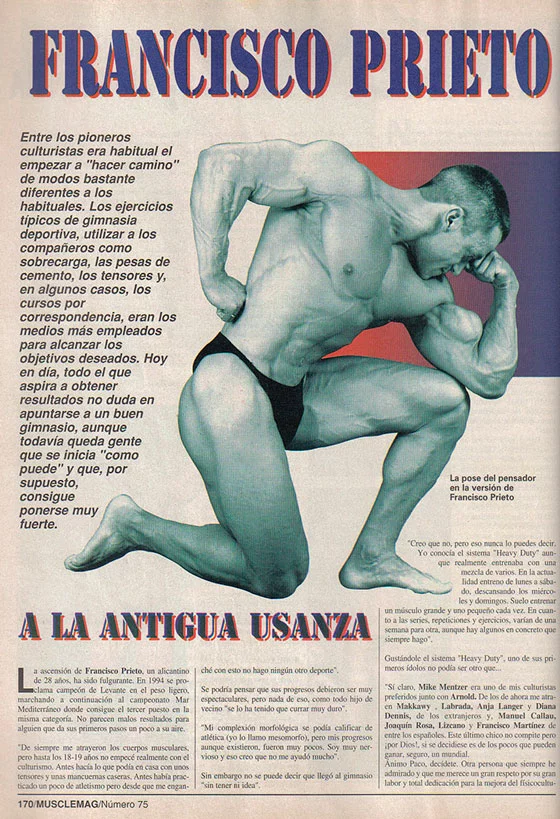 FRANCISCO PRIETO
Entre los pioneros
culturistas era habitual el
empezar a "hacer camino"
de modos bastante
diferentes a los
habituales. Los ejercicios
típicos de gimnasia
deportiva, utilizar a los
compañeros como
sobrecarga, las pesas de
cemento, los tensores y,
en algunos casos, los
cursos por
correspondencia, eran los
medios más empleados
para alcanzar los
objetivos deseados. Hoy
en día, todo el que
aspira a obtener
resultados no duda en
apuntarse a un buen
gimnasio, aunque
todavía queda gente
que se inicia "como
puede" y que, por
supuesto,
consigue
ponerse muy
fuerte.
La pose del pensador
en la versión de
Francisco Prieto
A LA ANTIGUA USANZA
La ascensión de Francisco Prieto, un alicantino
de 28 años, ha sido fulgurante. En 1994 se pro-
clama campeón de Levante en el peso ligero,
marchando a continuación al campeonato Mar
Mediterráneo donde consigue el tercer puesto en la
misma categoría. No parecen malos resultados para
alguien que da sus primeros pasos un poco a su aire.
"De siempre me atrayeron los cuerpos musculares,
pero hasta los 18-19 años no empecé realmente con el
culturismo. Antes hacía lo que podía en casa con unos
tensores y unas mancuernas caseras. Antes había prac-
ticado un poco de atletismo pero desde que me engan-
ché con esto no hago ningún otro deporte".
Se podría pensar que sus progresos debieron ser muy
espectaculares, pero nada de eso, como todo hijo de
vecino "se lo ha tenido que currar muy duro".
"Mi complexión morfológica se podía calificar de
atlética (yo lo llamo mesomorfo), pero mis progresos
aunque existieron, fueron muy pocos. Soy muy ner-
vioso y eso creo que no me ayudó mucho".
Sin embargo no se puede decir que llegó al gimnasio
"sin tener ni idea".
"Creo que no, pero eso nunca lo puedes decir.
Yo conocía el sistema "Heavy Duty" aun-
que realmente entrenaba con una
mezcla de varios. En la actua-
lidad entreno de lunes a sába-
do, descansando los miérco-
les y domingos. Suelo entrenar
un músculo grande y uno pequeño cada vez. En cuan-
to a las series, repeticiones y ejercicios, varían de una
semana para otra, aunque hay algunos en concreto que
siempre hago".
Gustándole el sistema "Heavy Duty", uno de sus pri-
meros ídolos no podía ser otro que...
"Sí claro, Mike Mentzer era uno de mis culturistas
preferidos junto con Arnold. De los de ahora me atra-
en Makkawy , Labrada, Anja Langer y Diana
Dennis, de los extranjeros, y Manuel Callau,
Joaquín Rosa, Lizcano y Francisco Martínez de
entre los españoles. Este último chico no compite pero
¡por Dios!, si se decidiese es de los pocos que pueden
ganar, seguro, un mundial.
Ánimo Paco, decídete. Otra persona que siempre he
admirado y que me merece un gran respeto por su gran
labor y total dedicación para la mejora del fisicocultu-
170/MUSCLEMAG/Número 75